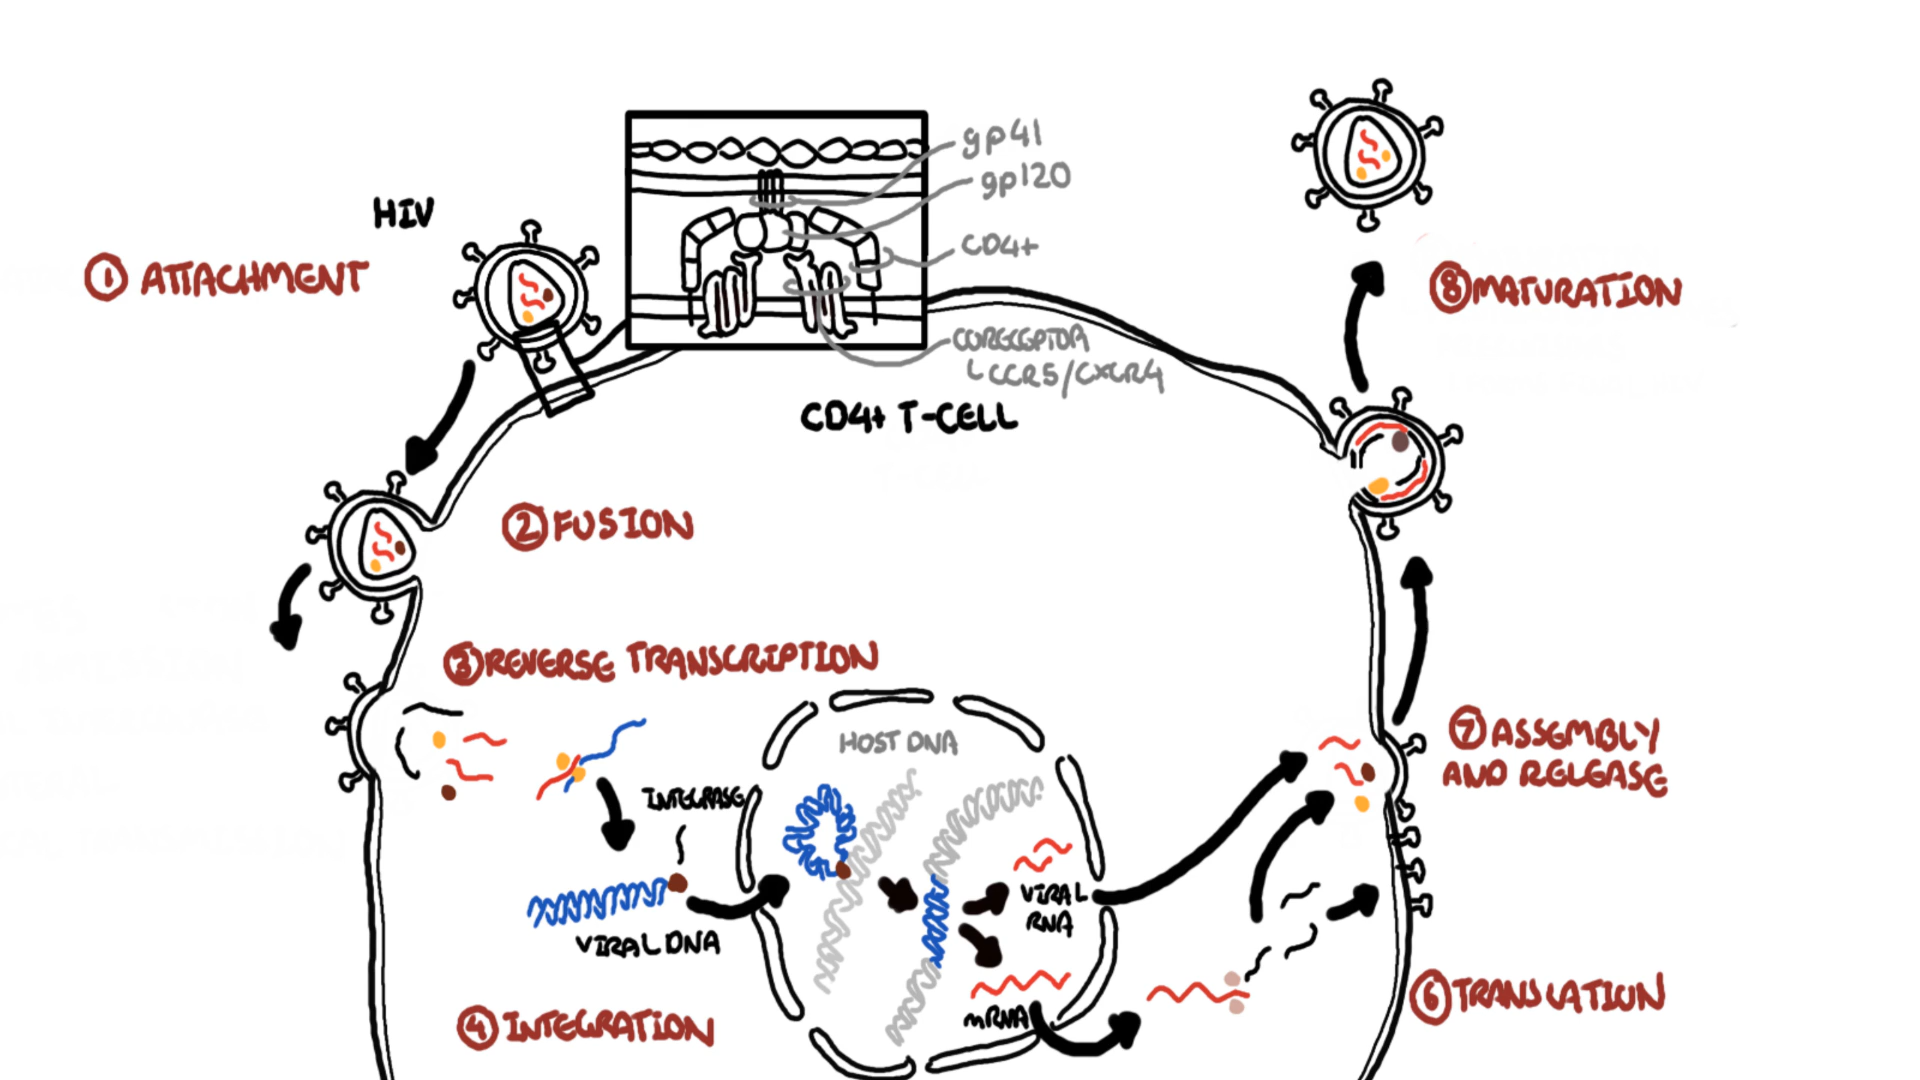 HIV
① ATTACHMENT
gp41
gp120
CD4+
CORECEPTOR
CCR5/CXCR4
CD4+ T-CELL
② FUSION
③ REVERSE TRANSCRIPTION
HOST DNA
INTEGRASE
VIRAL DNA
④ INTEGRATION
VIRAL
RNA
mRNA
⑥ TRANSLATION
⑦ ASSEMBLY
AND RELEASE
⑧ MATURATION